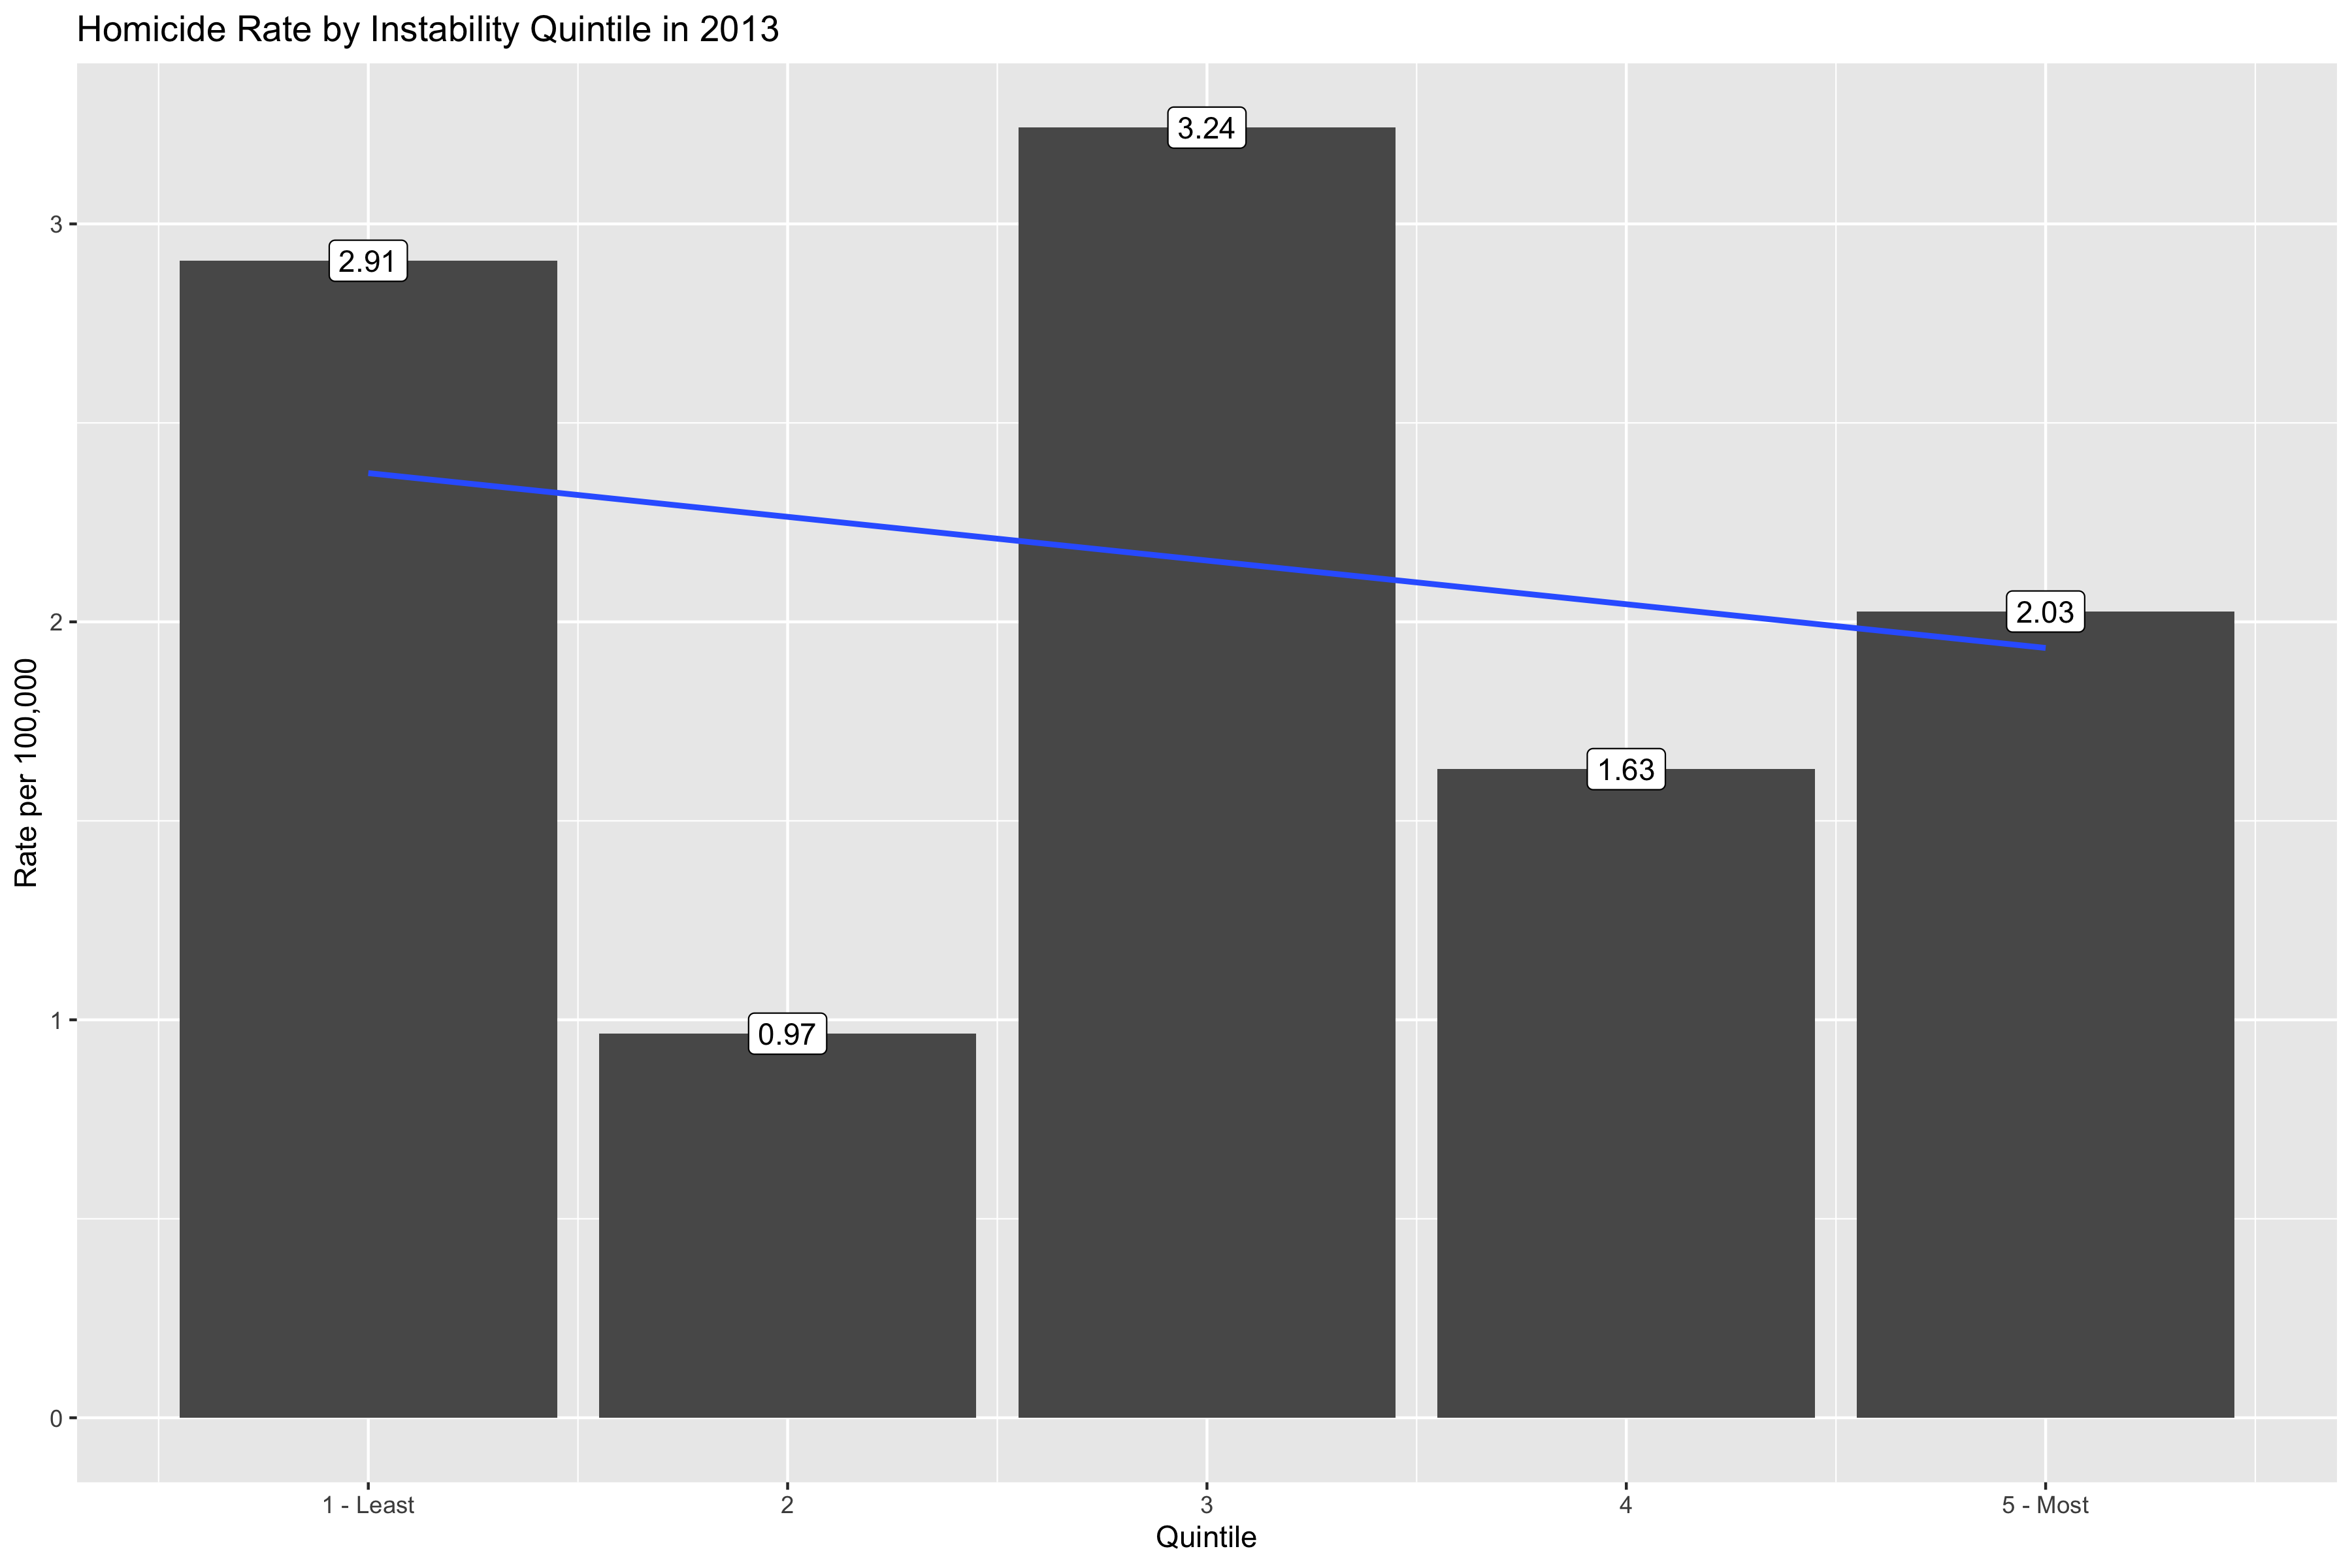 Homicide Rate by Instability Quintile in 2013
Rate per 100,000
3
2
1
0
2.91
0.97
3.24
1.63
2.03
1 - Least
2
3
4
5 - Most
Quintile